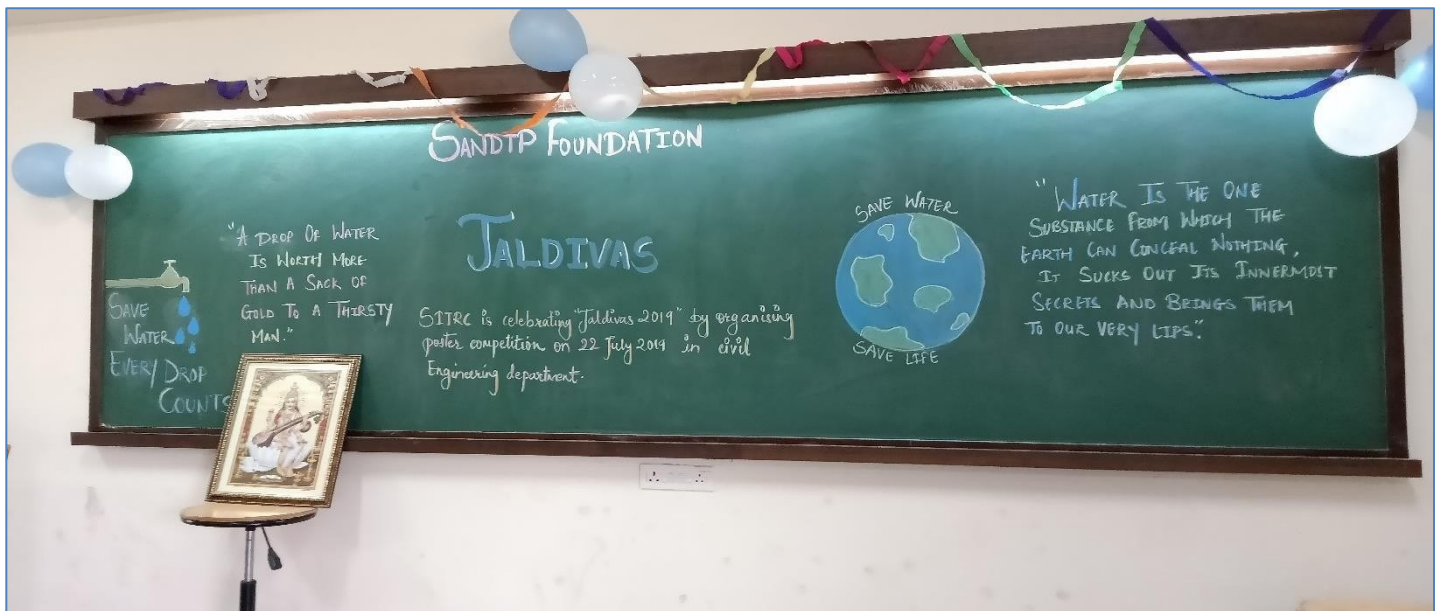 SANDIP FOUNDATION
JALDIVAS
SITRC is celebrating "Jaldivas 2019" by organising
poster competition on 22 July 2019 in civil
Engineering department.
"A DROP OF WATER
IS WORTH MORE
THAN A SACK OF
GOLD TO A THIRSTY
MAN."
SAVE
WATER
EVERY DROP
COUNTS
SAVE WATER
SAVE LIFE
"WATER IS THE ONE
SUBSTANCE FROM WHICH THE
EARTH CAN CONCEAL NOTHING,
IT SUCKS OUT ITS INNERMOST
SECRETS AND BRINGS THEM
TO OUR VERY LIPS".